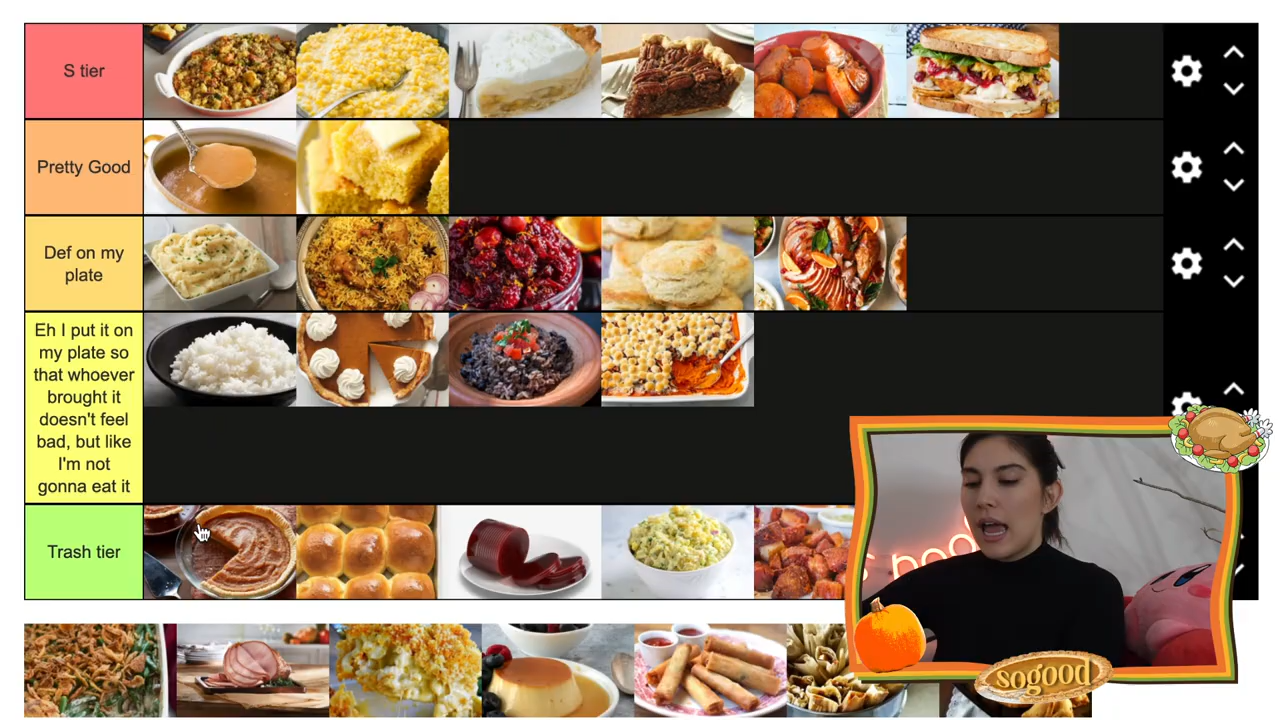 S tier
Pretty Good
Def on my
plate
Eh I put it on
my plate so
that whoever
brought it
doesn't feel
bad, but like
I'm not
gonna eat it
Trash tier
sogood